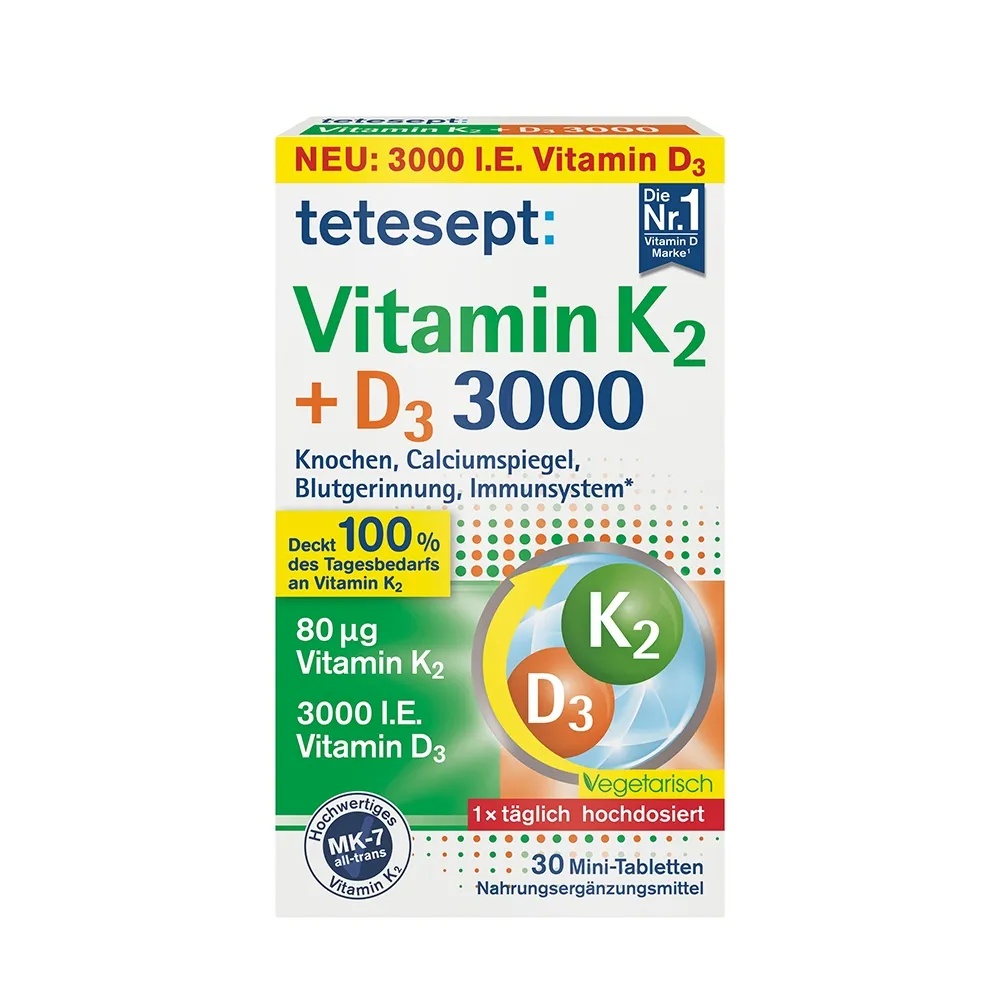 tetesept:
Vitamin K2 + D3 3000
NEU: 3000 I.E. Vitamin D3
tetesept:
Die
Nr.1
Vitamin D
Marke¹
Vitamin K2
+ D3 3000
Knochen, Calciumspiegel,
Blutgerinnung, Immunsystem*
Deckt 100%
des Tagesbedarfs
an Vitamin K2
80 µg
Vitamin K2
3000 I.E.
Vitamin D3
K2
D3
Vegetarisch
1x täglich hochdosiert
Hochwertiges
MK-7
all-trans
Vitamin K2
30 Mini-Tabletten
Nahrungsergänzungsmittel